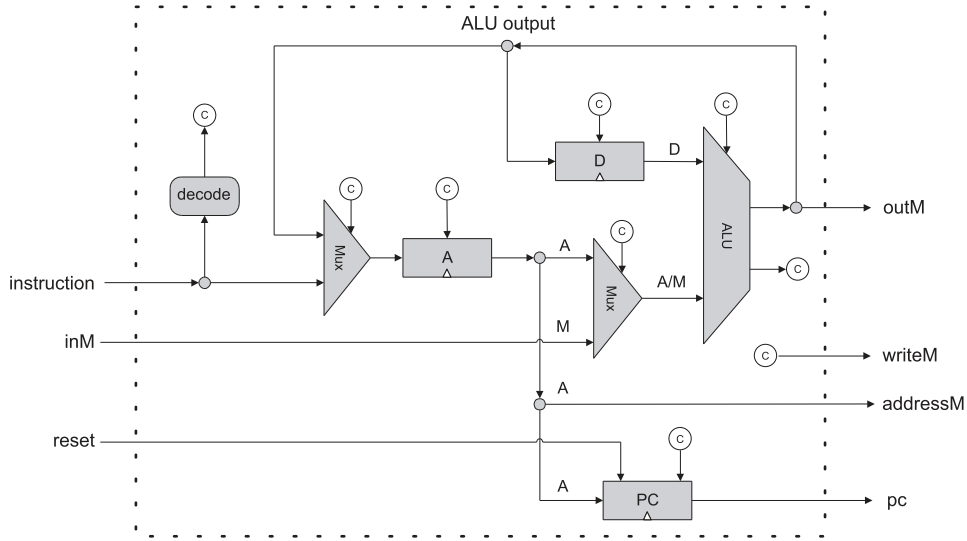 ALU output
C
C
C
D
D
decode
C
C
C
outM
Mux
A
A
Mux
ALU
A/M
C
instruction
inM
M
C
writeM
A
addressM
reset
C
A
PC
pc